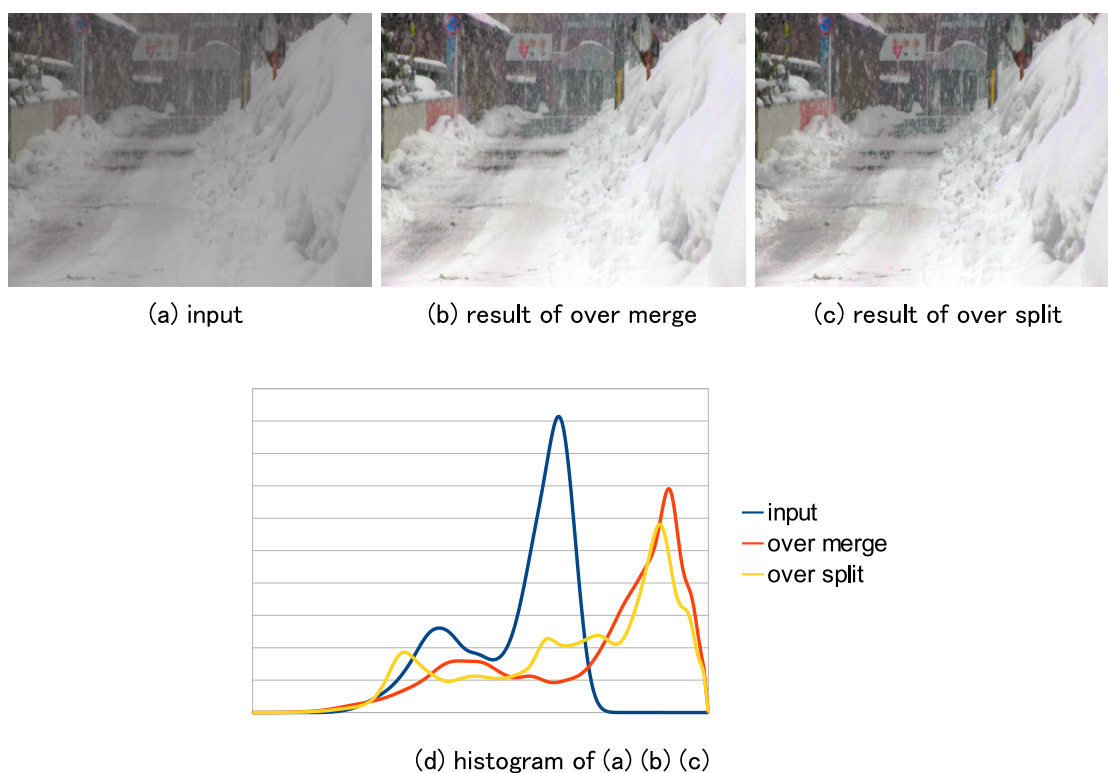 (a) input
(b) result of over merge
(c) result of over split
input
over merge
over split
(d) histogram of (a) (b) (c)